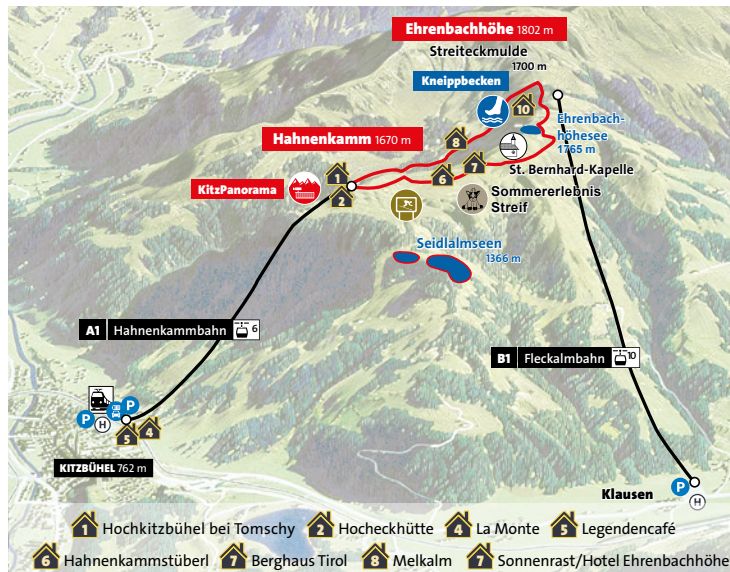 Ehrenbachhöhe 1802 m
Streiteckmulde
1700 m
Kneippbecken
10
Ehrenbach-
höhesee
1765 m
Hahnenkamm 1670 m
8
St. Bernhard-Kapelle
7
6
1
KitzPanorama
2
Sommererlebnis
Streif
Seidlalmseen
1366 m
A1 Hahnenkammbahn 6
B1 Fleckalmbahn 10
P
P
H
5
4
KITZBÜHEL 762 m
Klausen
P
H
1 Hochkitzbühel bei Tomschy
2 Hocheckhütte
4 La Monte
5 Legendencafé
6 Hahnenkammstüberl
7 Berghaus Tirol
8 Melkalm
7 Sonnenrast/Hotel Ehrenbachhöhe